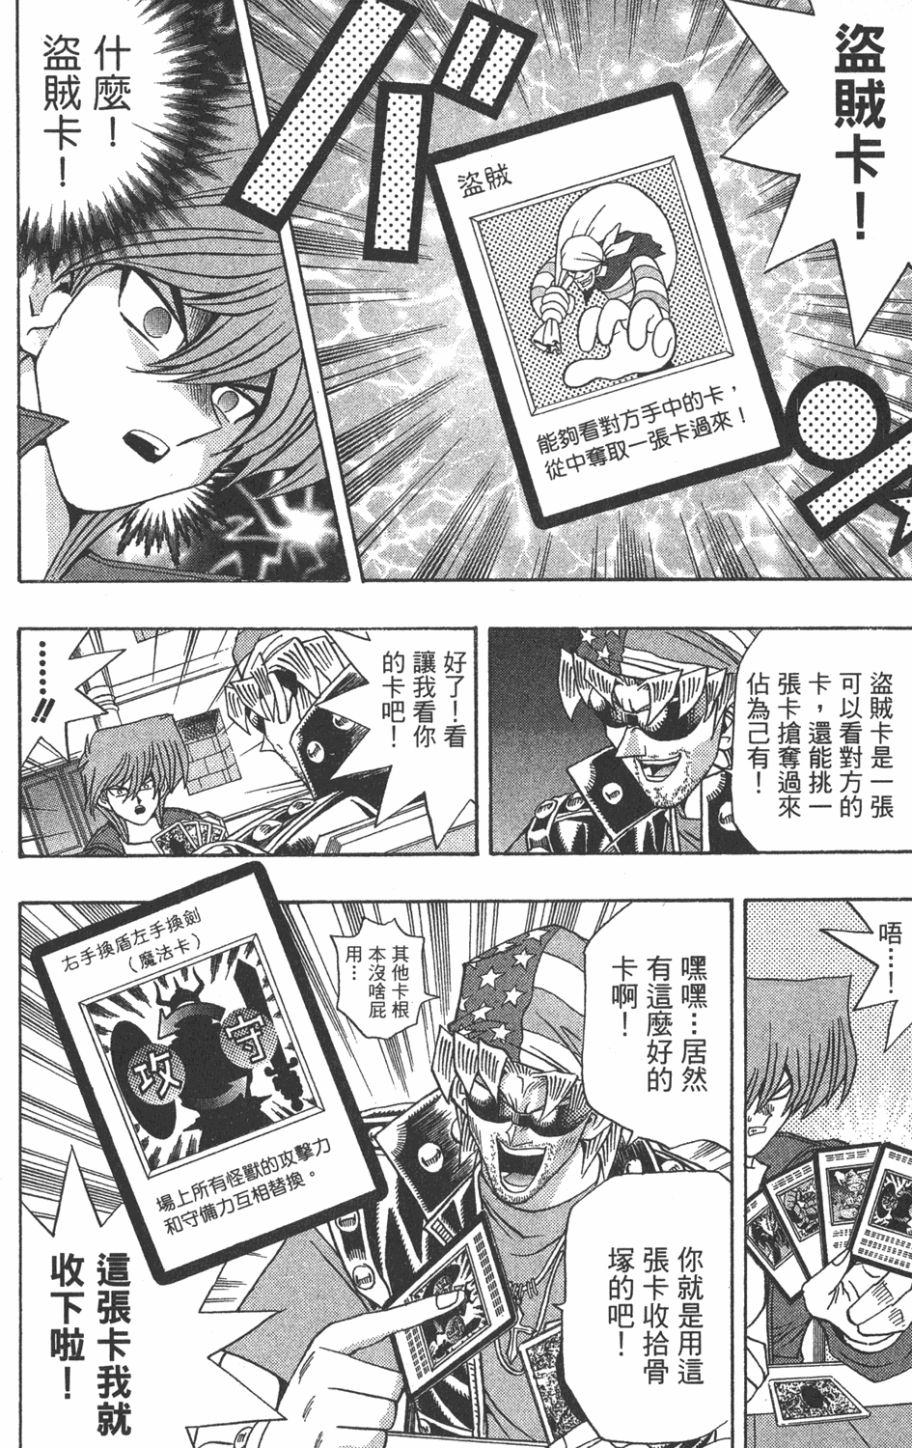 盜賊卡！
バババーン
盜賊
能夠看對方手中的卡，
從中奪取一張卡過來！
什麼！
盜賊卡！
盜賊卡是一張
可以看對方的
卡，還能挑一
張卡搶奪過來
佔為己有！
好了！看
讓我看你
的卡吧！
……!!
唔…！
嘿嘿…居然
有這麼好的
卡啊！
你就是用這
張卡收拾骨
塚的吧！
其他卡根
本沒啥屁
用…
右手換盾左手換劍
（魔法卡）
攻
守
場上所有怪獸的攻擊力
和守備力互相替換。
這張卡我就
收下啦！